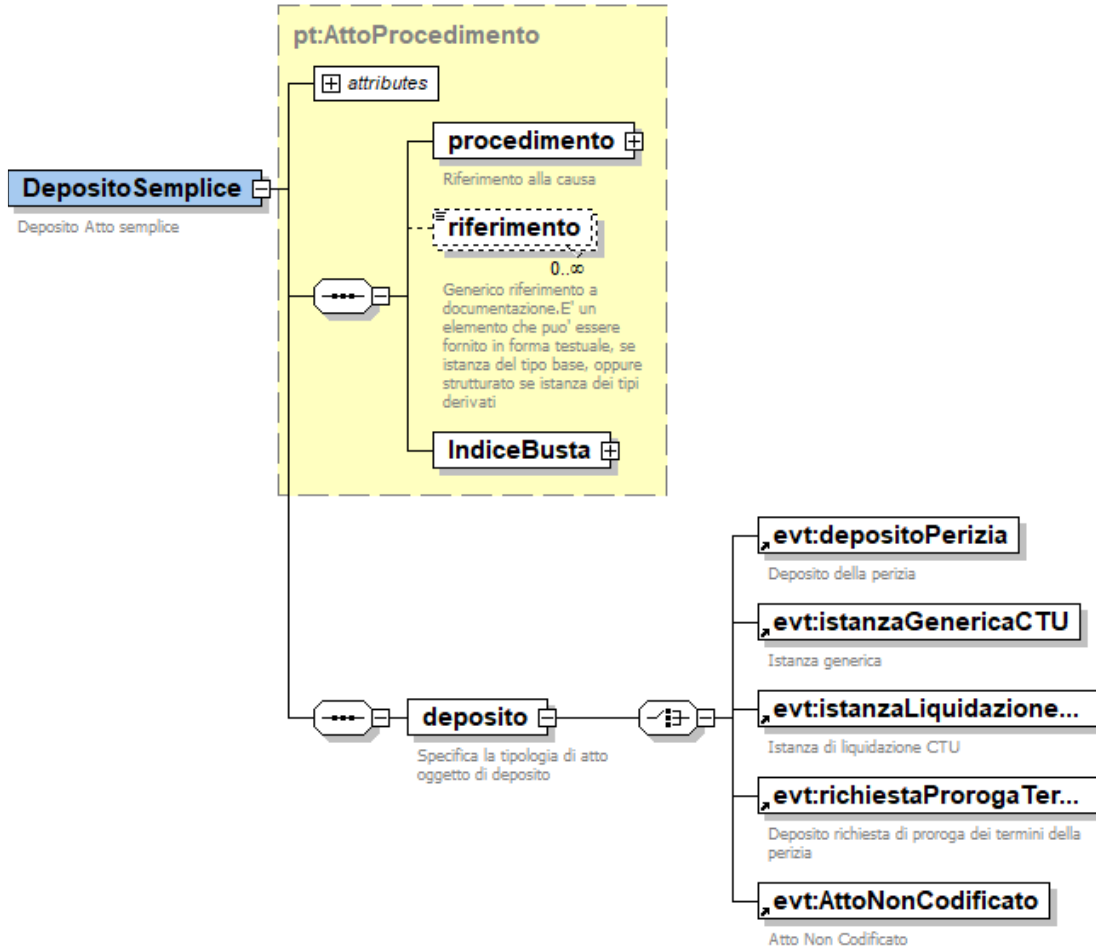 pt:AttoProcedimento
attributes
procedimento
Riferimento alla causa
DepositoSemplice
Deposito Atto semplice
riferimento
0..∞
Generico riferimento a
documentazione.E' un
elemento che puo' essere
fornito in forma testuale, se
istanza del tipo base, oppure
strutturato se istanza dei tipi
derivati
IndiceBusta
deposito
Specifica la tipologia di atto
oggetto di deposito
evt:depositoPerizia
Deposito della perizia
evt:istanzaGenericaCTU
Istanza generica
evt:istanzaLiquidazione...
Istanza di liquidazione CTU
evt:richiestaProrogaTer...
Deposito richiesta di proroga dei termini della
perizia
evt:AttoNonCodificato
Atto Non Codificato